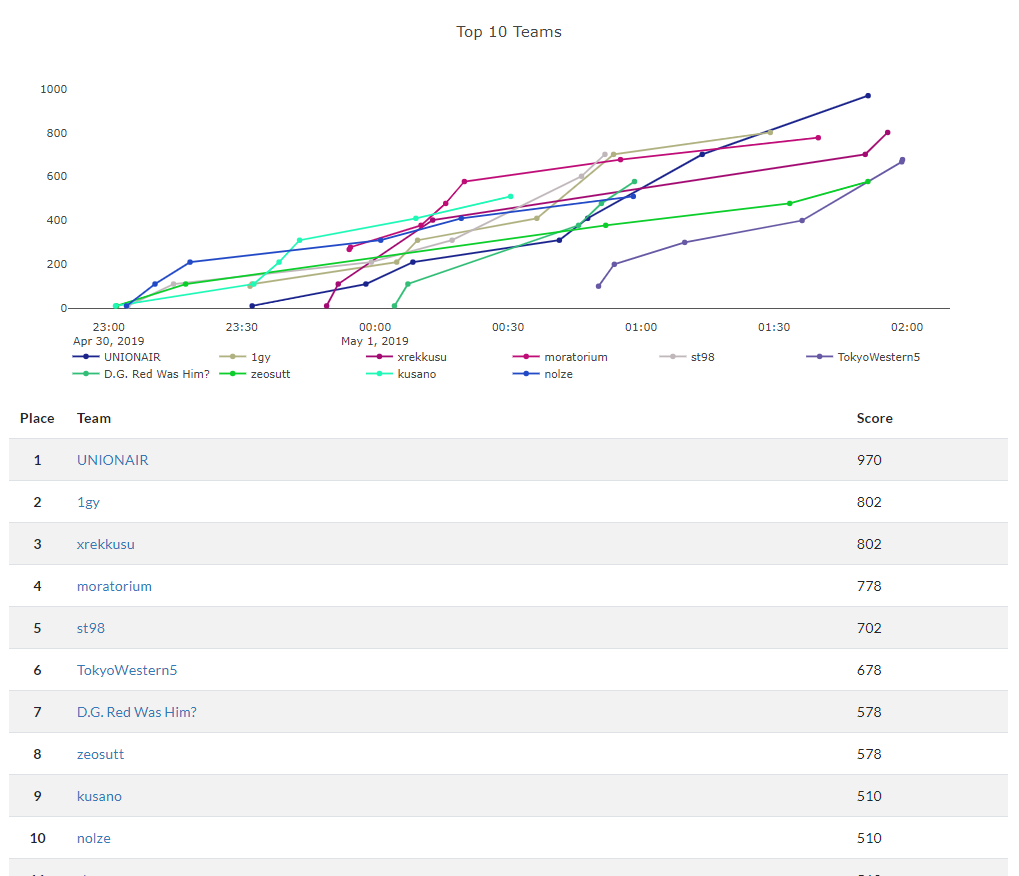 Top 10 Teams
1000
800
600
400
200
0
23:00 23:30 00:00 00:30 01:00 01:30 02:00
Apr 30, 2019 May 1, 2019
UNIONAIR 1gy xrekkusu moratorium st98 TokyoWestern5
D.G. Red Was Him? zeosutt kusano nolze
Place Team Score
1 UNIONAIR 970
2 1gy 802
3 xrekkusu 802
4 moratorium 778
5 st98 702
6 TokyoWestern5 678
7 D.G. Red Was Him? 578
8 zeosutt 578
9 kusano 510
10 nolze 510